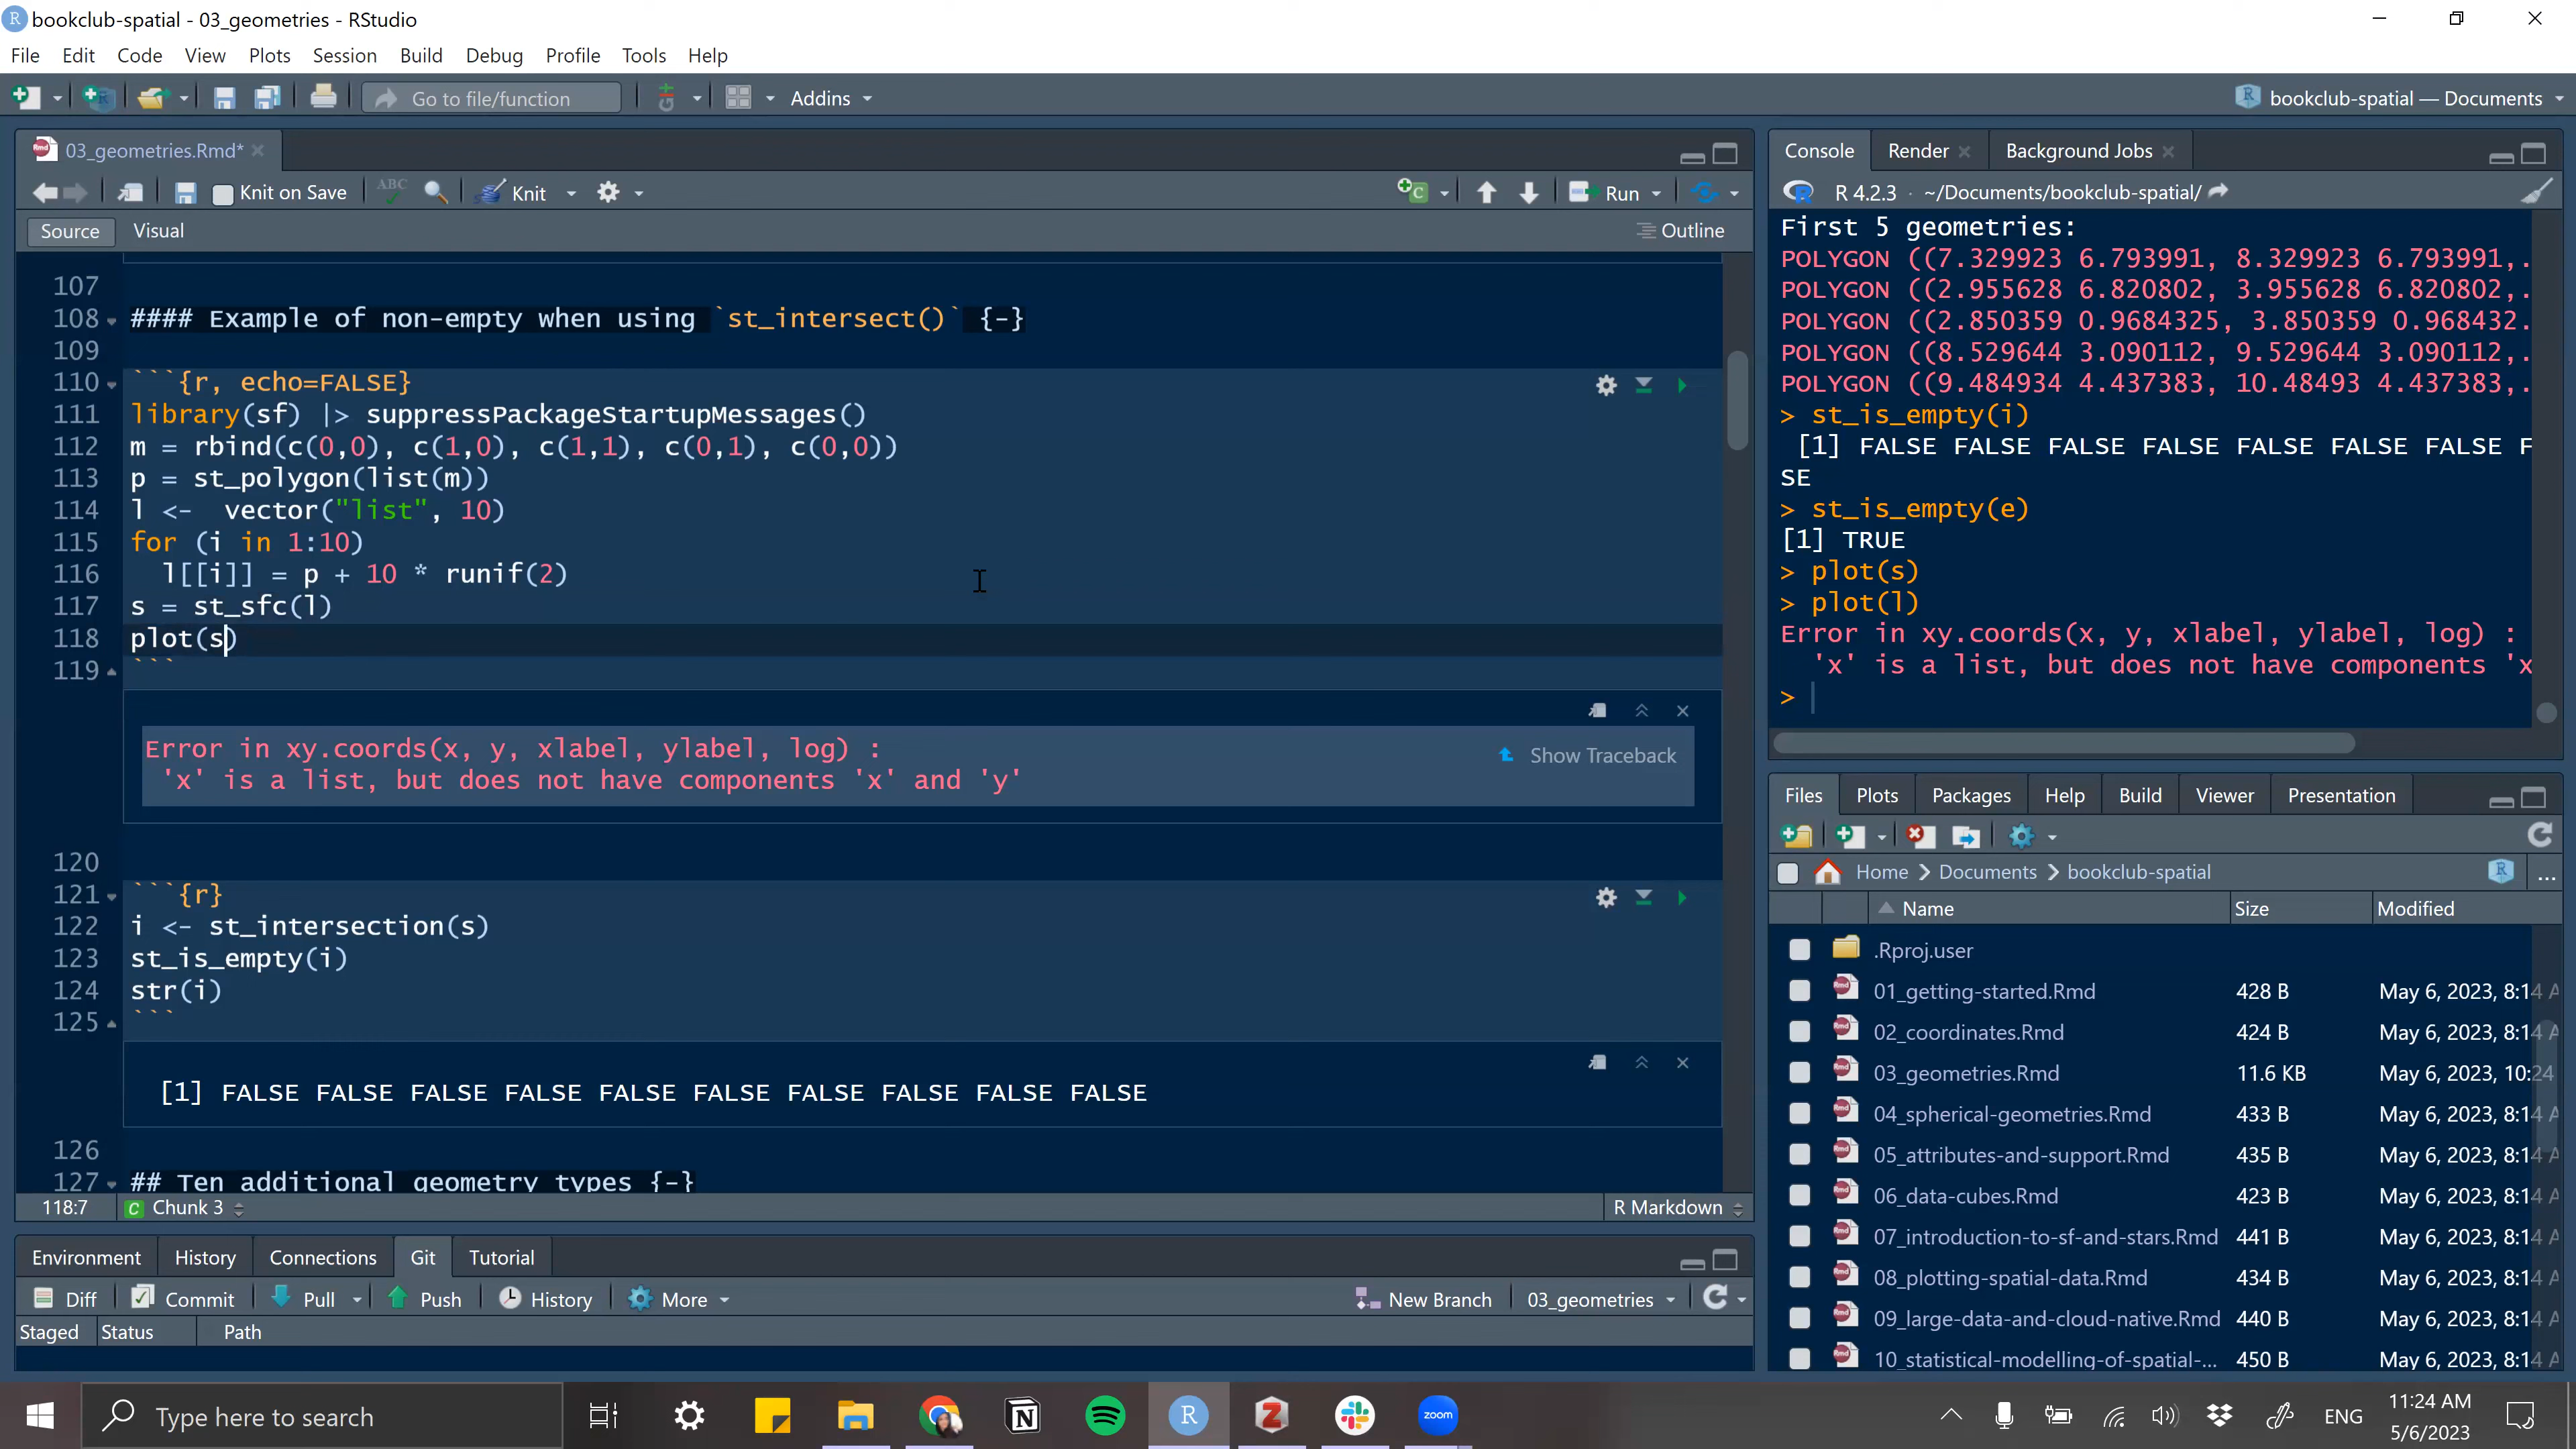 bookclub-spatial - 03_geometries - RStudio
File Edit Code View Plots Session Build Debug Profile Tools Help
Go to file/function Addins bookclub-spatial — Documents
03_geometries.Rmd*
Knit on Save ABC Knit Run
Source Visual Outline
107
108 #### Example of non-empty when using `st_intersect()` {-}
109
110 ```{r, echo=FALSE}
111 library(sf) |> suppressPackageStartupMessages()
112 m = rbind(c(0,0), c(1,0), c(1,1), c(0,1), c(0,0))
113 p = st_polygon(list(m))
114 l <-  vector("list", 10)
115 for (i in 1:10)
116   l[[i]] = p + 10 * runif(2)
117 s = st_sfc(l)
118 plot(s)
119 ```
Error in xy.coords(x, y, xlabel, ylabel, log) :
'x' is a list, but does not have components 'x' and 'y'
Show Traceback
120
121 ```{r}
122 i <- st_intersection(s)
123 st_is_empty(i)
124 str(i)
125 ```
[1] FALSE FALSE FALSE FALSE FALSE FALSE FALSE FALSE FALSE FALSE
126
127 ## Ten additional geometry types {-}
118:7 C Chunk 3 R Markdown
Environment History Connections Git Tutorial
Diff Commit Pull Push History More New Branch 03_geometries
Staged Status Path
Console Render Background Jobs
R 4.2.3 · ~/Documents/bookclub-spatial/
First 5 geometries:
POLYGON ((7.329923 6.793991, 8.329923 6.793991,.
POLYGON ((2.955628 6.820802, 3.955628 6.820802,.
POLYGON ((2.850359 0.9684325, 3.850359 0.968432.
POLYGON ((8.529644 3.090112, 9.529644 3.090112,.
POLYGON ((9.484934 4.437383, 10.48493 4.437383,.
> st_is_empty(i)
[1] FALSE FALSE FALSE FALSE FALSE FALSE FALSE F
SE
> st_is_empty(e)
[1] TRUE
> plot(s)
> plot(l)
Error in xy.coords(x, y, xlabel, ylabel, log) :
'x' is a list, but does not have components 'x
>
Files Plots Packages Help Build Viewer Presentation
Home Documents bookclub-spatial ...
Name Size Modified
.Rproj.user
01_getting-started.Rmd 428 B May 6, 2023, 8:14 A
02_coordinates.Rmd 424 B May 6, 2023, 8:14 A
03_geometries.Rmd 11.6 KB May 6, 2023, 10:24
04_spherical-geometries.Rmd 433 B May 6, 2023, 8:14 A
05_attributes-and-support.Rmd 435 B May 6, 2023, 8:14 A
06_data-cubes.Rmd 423 B May 6, 2023, 8:14 A
07_introduction-to-sf-and-stars.Rmd 441 B May 6, 2023, 8:14 A
08_plotting-spatial-data.Rmd 434 B May 6, 2023, 8:14 A
09_large-data-and-cloud-native.Rmd 440 B May 6, 2023, 8:14 A
10_statistical-modelling-of-spatial-... 450 B May 6, 2023, 8:14 A
Type here to search
zoom
ENG
11:24 AM
5/6/2023